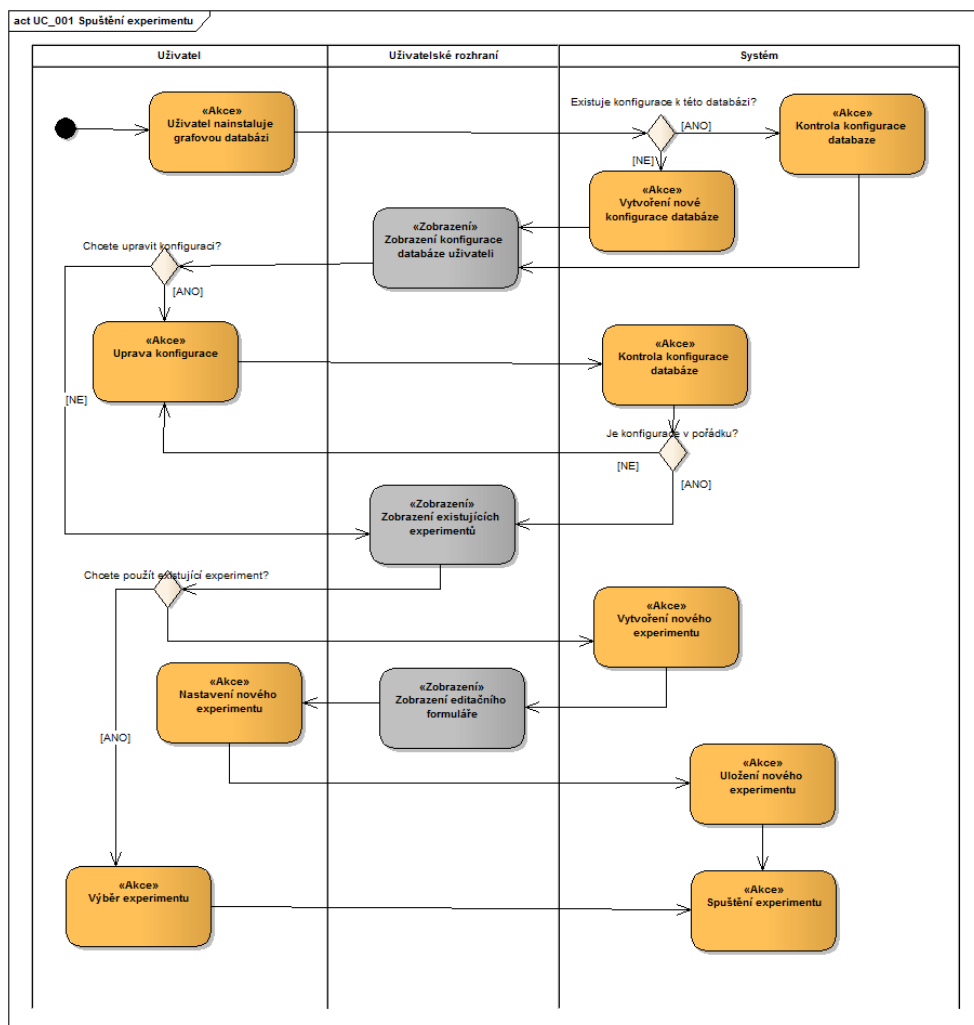 act UC_001 Spuštění experimentu
Uživatel
Uživatelské rozhraní
Systém
«Akce»
Uživatel nainstaluje
grafovou databázi
Existuje konfigurace k této databázi?
[ANO]
[NE]
«Akce»
Kontrola konfigurace
databaze
«Akce»
Vytvoření nové
konfigurace databáze
«Zobrazení»
Zobrazení konfigurace
databáze uživateli
Chcete upravit konfiguraci?
[ANO]
[NE]
«Akce»
Uprava konfigurace
«Akce»
Kontrola konfigurace
databáze
Je konfigurace v pořádku?
[NE]
[ANO]
«Zobrazení»
Zobrazení existujících
experimentů
Chcete použít existující experiment?
[ANO]
«Akce»
Vytvoření nového
experimentu
«Zobrazení»
Zobrazení editačního
formuláře
«Akce»
Nastavení nového
experimentu
«Akce»
Uložení nového
experimentu
«Akce»
Výběr experimentu
«Akce»
Spuštění experimentu